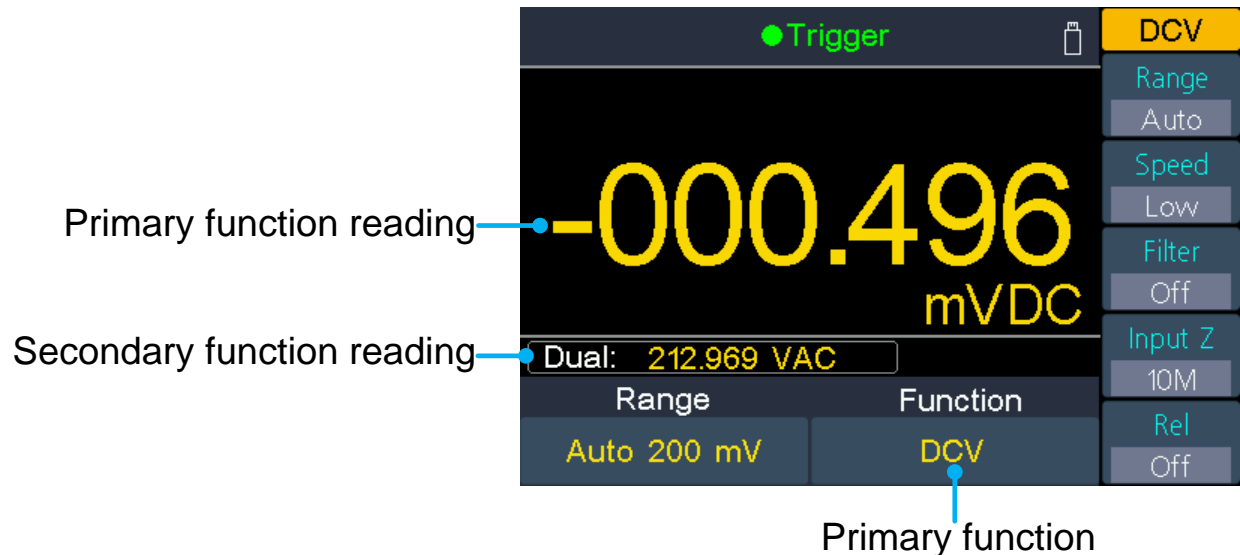 Trigger
DCV
Range
Auto
Speed
Low
Filter
Off
Input Z
10M
Rel
Off
Primary function reading
-000.496
mVDC
Secondary function reading
Dual: 212.969 VAC
Range Function
Auto 200 mV DCV
Primary function